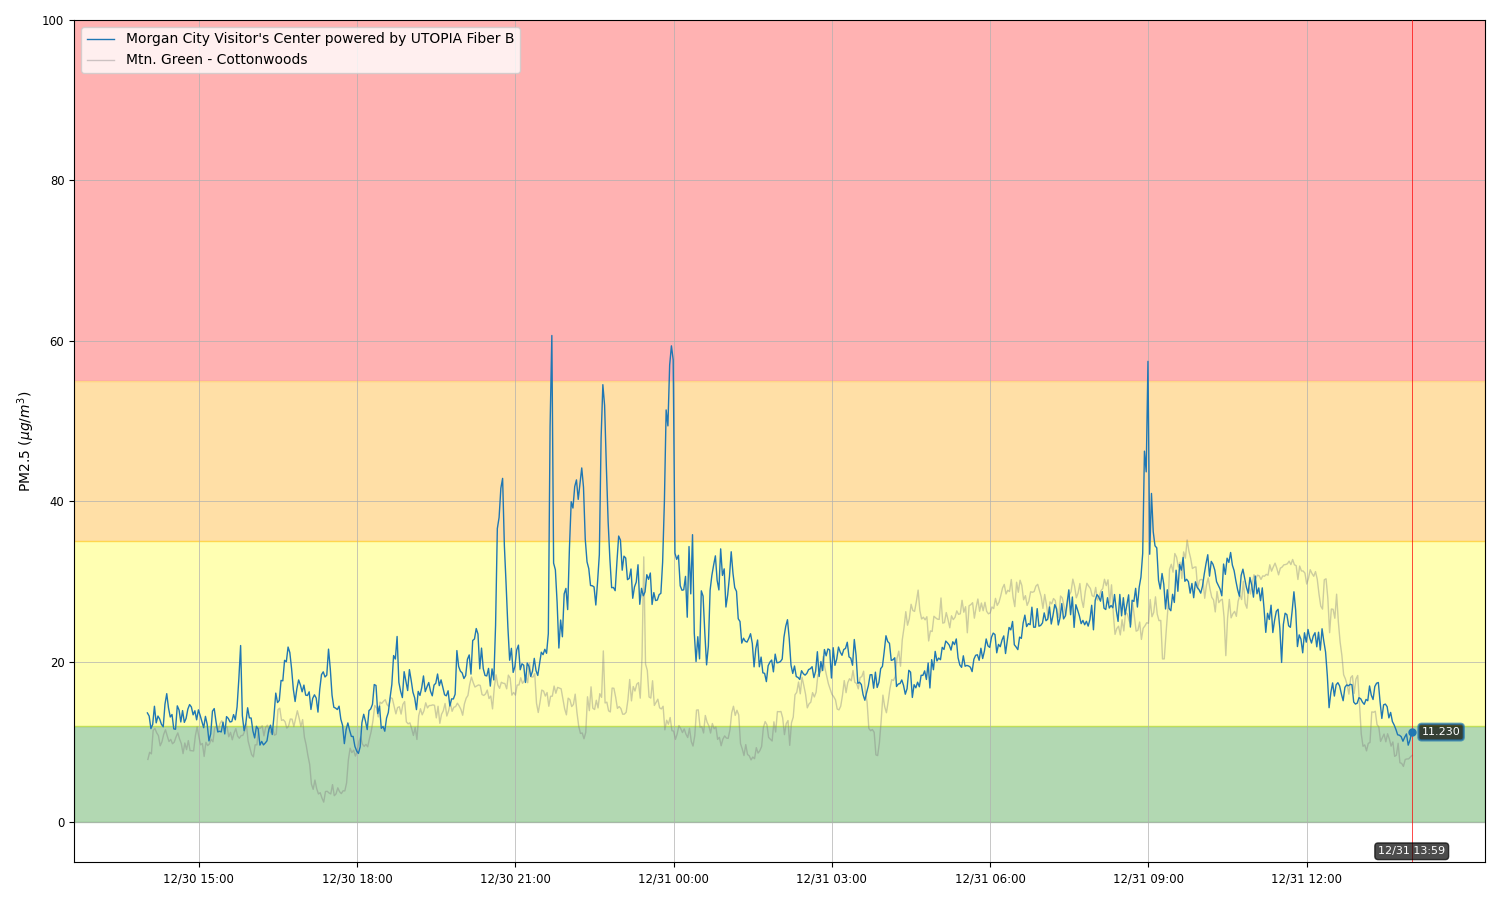 100
Morgan City Visitor's Center powered by UTOPIA Fiber B
Mtn. Green - Cottonwoods
80
60
PM2.5 (μg/m³)
40
20
11.230
0
12/31 13:59
12/30 15:00 12/30 18:00 12/30 21:00 12/31 00:00 12/31 03:00 12/31 06:00 12/31 09:00 12/31 12:00